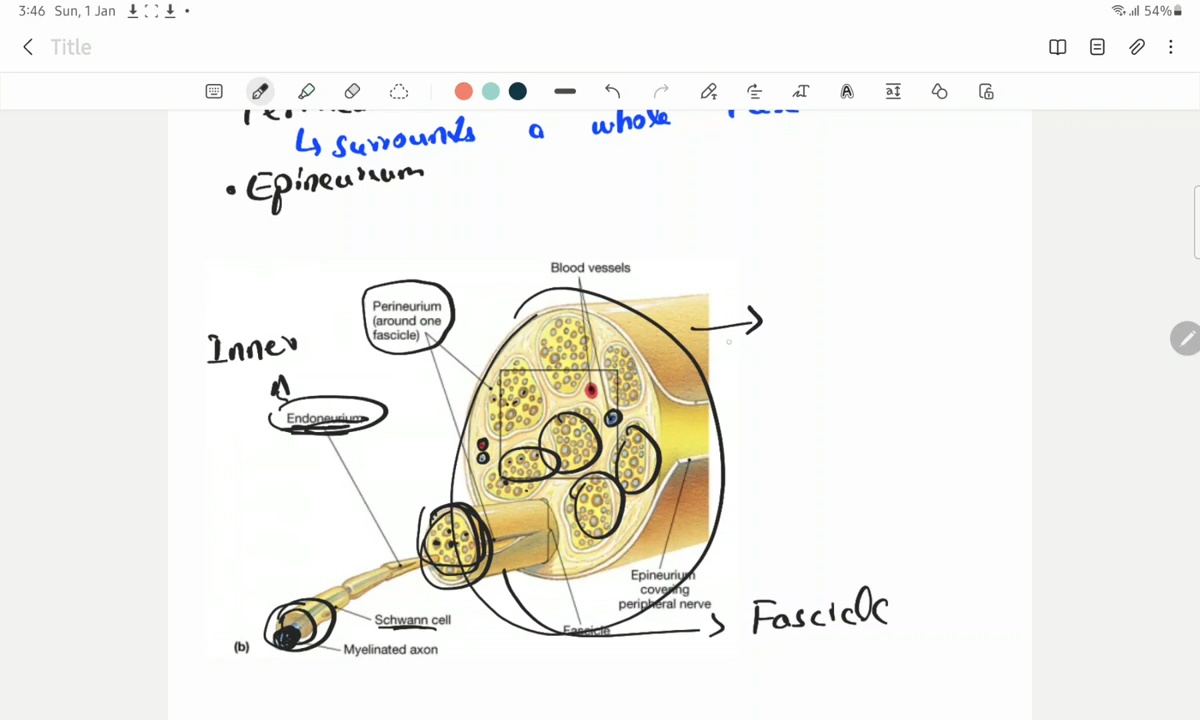 3:46 Sun, 1 Jan
54%
Title
↳ surrounds a whole
• Epineurium
Blood vessels
Perineurium
(around one
fascicle)
Inner
Endoneurium
Epineurium
covering
peripheral nerve
Fascicle
Fascicle
Schwann cell
(b)
Myelinated axon